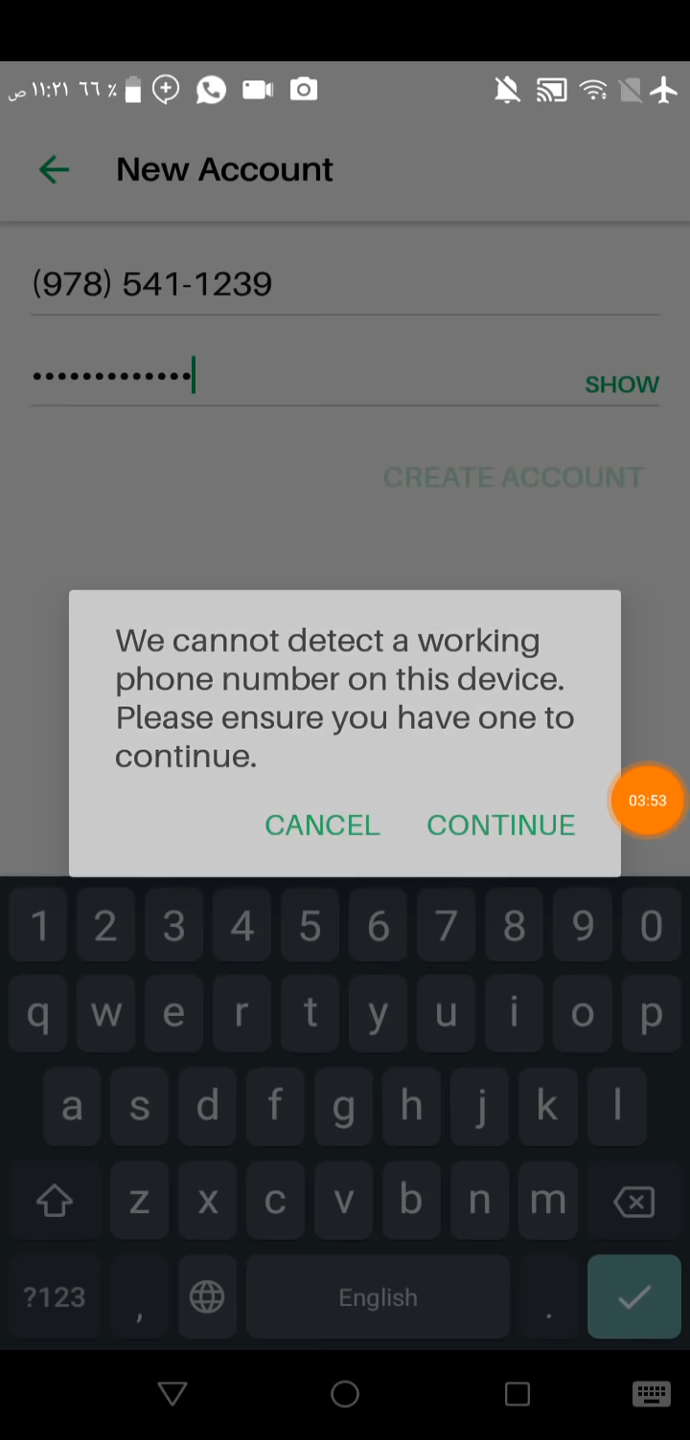 ١١:٢١ ص ٦٦ ٪
New Account
(978) 541-1239
•••••••••••••
SHOW
CREATE ACCOUNT
We cannot detect a working
phone number on this device.
Please ensure you have one to
continue.
CANCEL CONTINUE
03:53
1 2 3 4 5 6 7 8 9 0
q w e r t y u i o p
a s d f g h j k l
z x c v b n m
?123 , English .